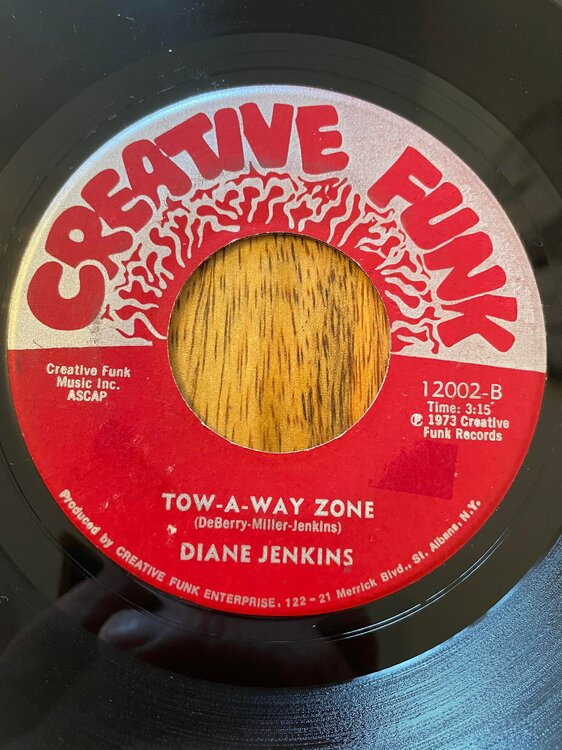 CREATIVE FUNK
Creative Funk
Music Inc.
ASCAP
12002-B
Time: 3:15
℗ 1973 Creative
Funk Records
TOW-A-WAY ZONE
(DeBerry-Miller-Jenkins)
DIANE JENKINS
Produced by CREATIVE FUNK ENTERPRISE, 122-21 Merrick Blvd., St. Albans, N.Y.